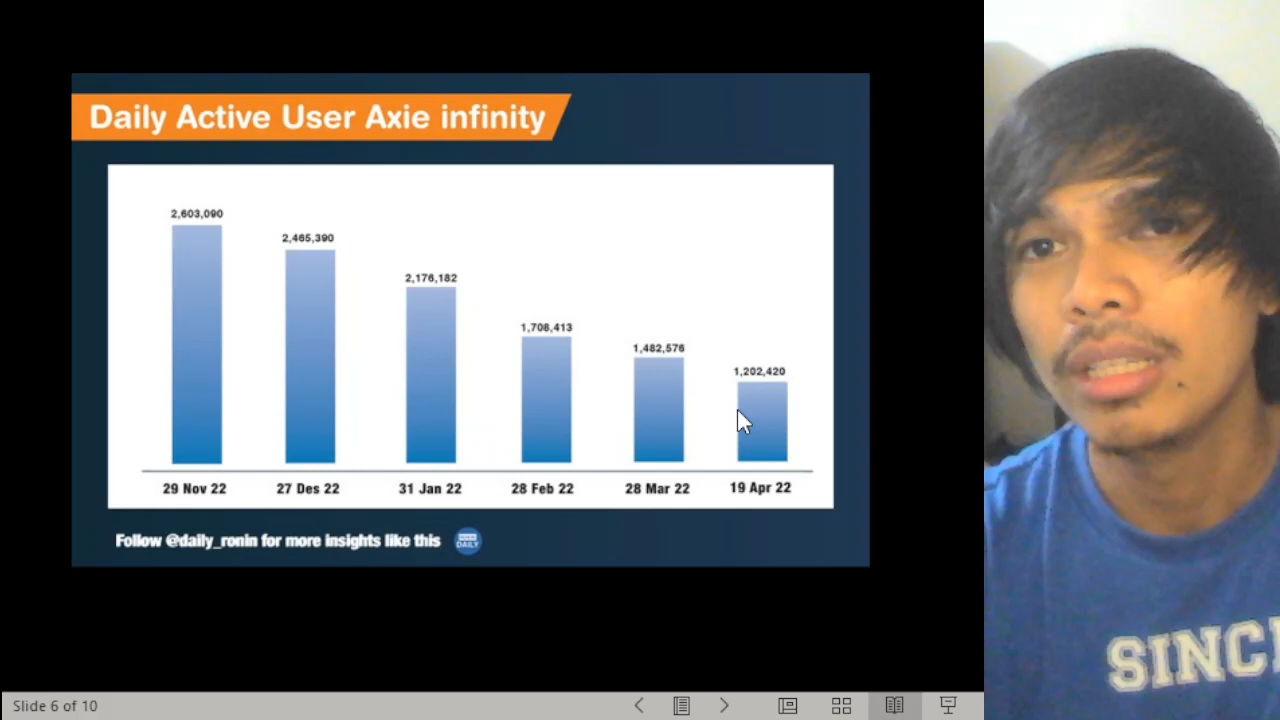 Daily Active User Axie infinity
2,603,090
2,465,390
2,176,182
1,708,413
1,482,576
1,202,420
29 Nov 22
27 Des 22
31 Jan 22
28 Feb 22
28 Mar 22
19 Apr 22
Follow @daily_ronin for more insights like this
DAILY
SINC
Slide 6 of 10